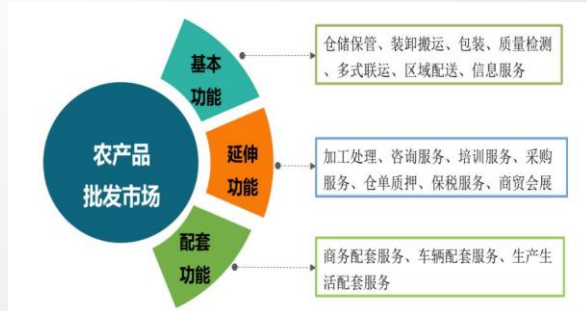 农产品
批发市场
基本
功能
仓储保管、装卸搬运、包装、质量检测
、多式联运、区域配送、信息服务
延伸
功能
加工处理、咨询服务、培训服务、采购
服务、仓单质押、保税服务、商贸会展
配套
功能
商务配套服务、车辆配套服务、生产生
活配套服务